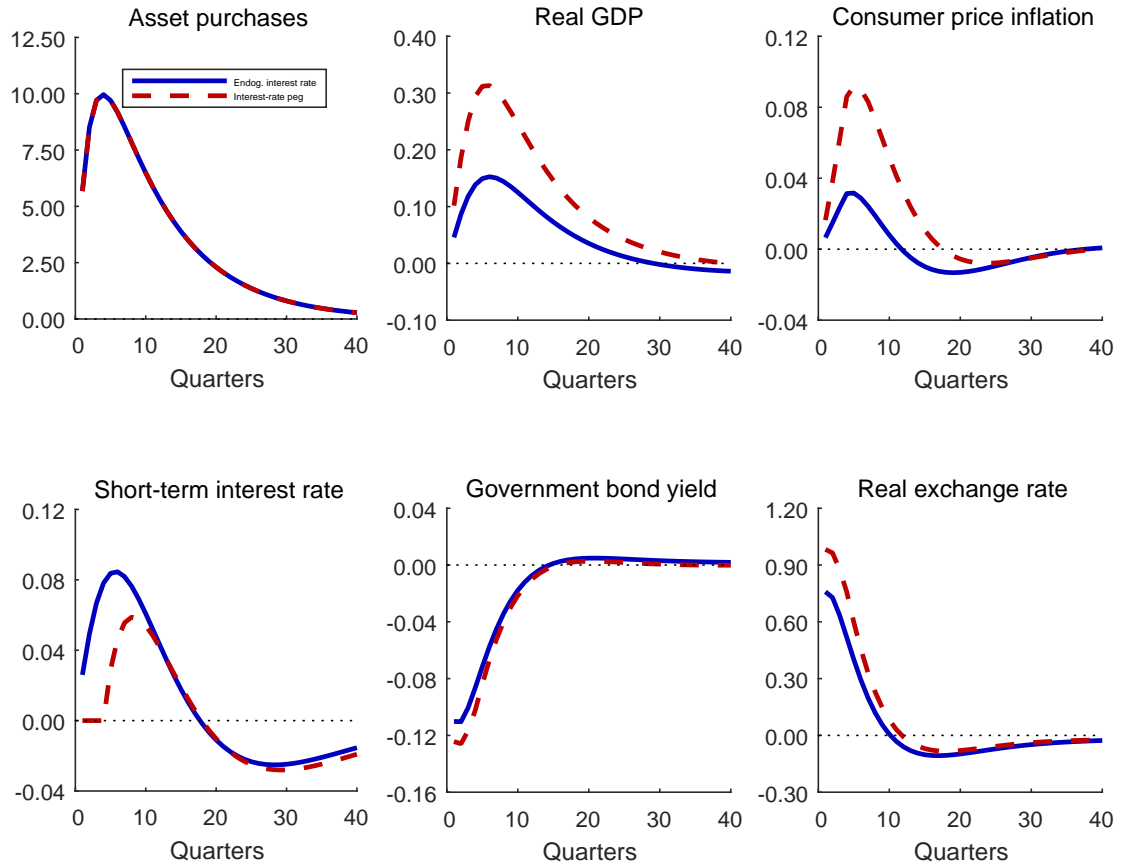 Asset purchases
12.50
10.00
7.50
5.00
2.50
0.00
0 10 20 30 40
Quarters
Endog. interest rate
Interest-rate peg
Real GDP
0.40
0.30
0.20
0.10
0.00
-0.10
0 10 20 30 40
Quarters
Consumer price inflation
0.12
0.08
0.04
0.00
-0.04
0 10 20 30 40
Quarters
Short-term interest rate
0.12
0.08
0.04
0.00
-0.04
0 10 20 30 40
Quarters
Government bond yield
0.04
0.00
-0.04
-0.08
-0.12
-0.16
0 10 20 30 40
Quarters
Real exchange rate
1.20
0.90
0.60
0.30
0.00
-0.30
0 10 20 30 40
Quarters